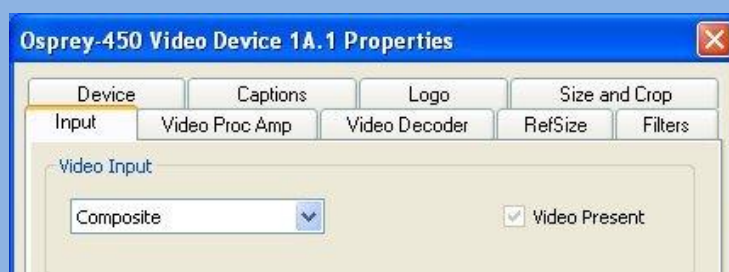 Osprey-450 Video Device 1A.1 Properties
Device Captions Logo Size and Crop
Input Video Proc Amp Video Decoder RefSize Filters
Video Input
Composite Video Present